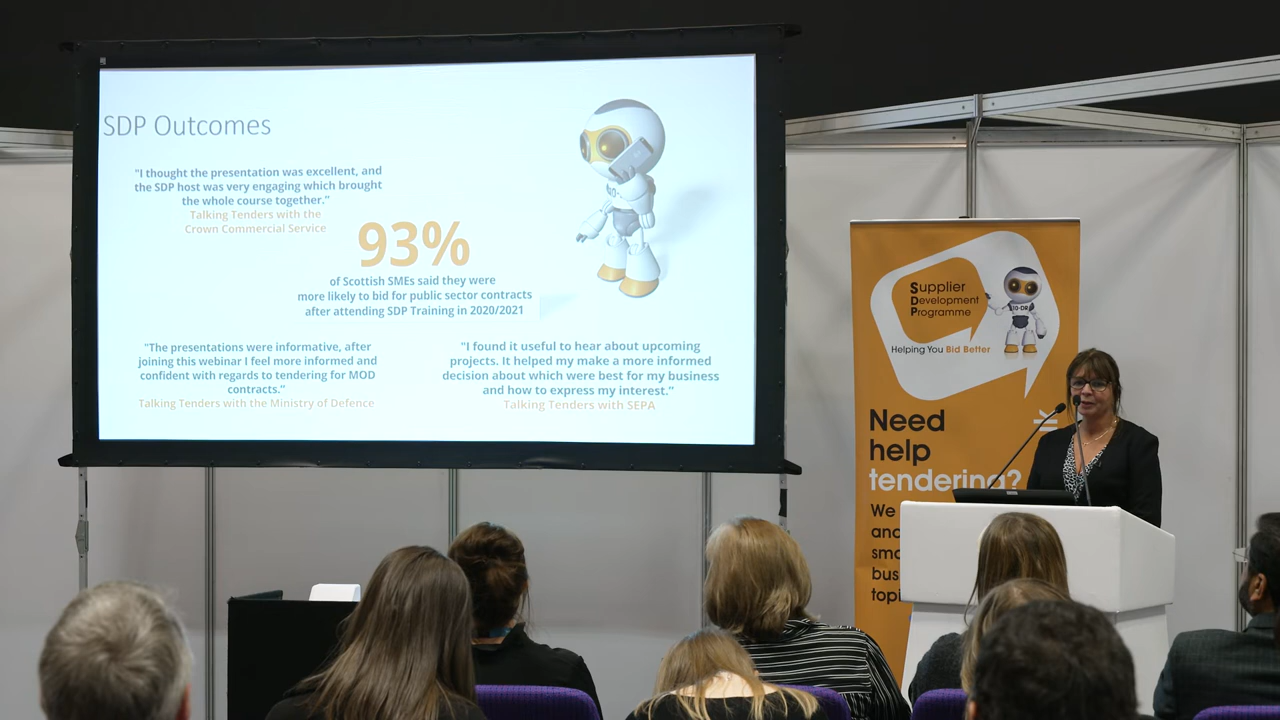 SDP Outcomes
"I thought the presentation was excellent, and
the SDP host was very engaging which brought
the whole course together."
Talking Tenders with the
Crown Commercial Service
93%
of Scottish SMEs said they were
more likely to bid for public sector contracts
after attending SDP Training in 2020/2021
"The presentations were informative, after
joining this webinar I feel more informed and
confident with regards to tendering for MOD
contracts."
Talking Tenders with the Ministry of Defence
"I found it useful to hear about upcoming
projects. It helped my make a more informed
decision about which were best for my business
and how to express my interest."
Talking Tenders with SEPA
Supplier
Development
Programme
Helping You Bid Better
Need
help
tendering?
We